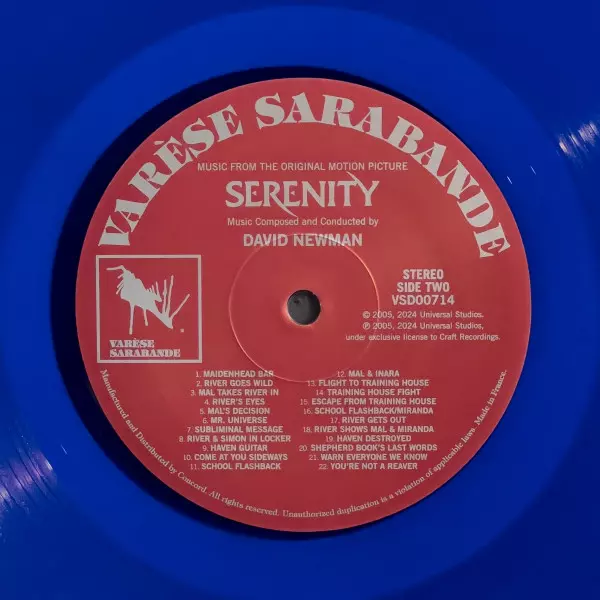 VARÈSE SARABANDE
MUSIC FROM THE ORIGINAL MOTION PICTURE
SERENITY
Music Composed and Conducted by
DAVID NEWMAN
STEREO
SIDE TWO
VSD00714
© 2005, 2024 Universal Studios.
℗ 2005, 2024 Universal Studios,
under exclusive license to Craft Recordings.
VARÈSE
SARABANDE
1. MAIDENHEAD BAR
2. RIVER GOES WILD
3. MAL TAKES RIVER IN
4. RIVER'S EYES
5. MAL'S DECISION
6. MR. UNIVERSE
7. SUBLIMINAL MESSAGE
8. RIVER & SIMON IN LOCKER
9. HAVEN GUITAR
10. COME AT YOU SIDEWAYS
11. SCHOOL FLASHBACK
12. MAL & INARA
13. FLIGHT TO TRAINING HOUSE
14. TRAINING HOUSE FIGHT
15. ESCAPE FROM TRAINING HOUSE
16. SCHOOL FLASHBACK/MIRANDA
17. RIVER GETS OUT
18. RIVER SHOWS MAL & MIRANDA
19. HAVEN DESTROYED
20. SHEPHERD BOOK'S LAST WORDS
21. WARN EVERYONE WE KNOW
22. YOU'RE NOT A REAVER
Manufactured and Distributed by Concord. All rights reserved. Unauthorized duplication is a violation of applicable laws. Made in France.